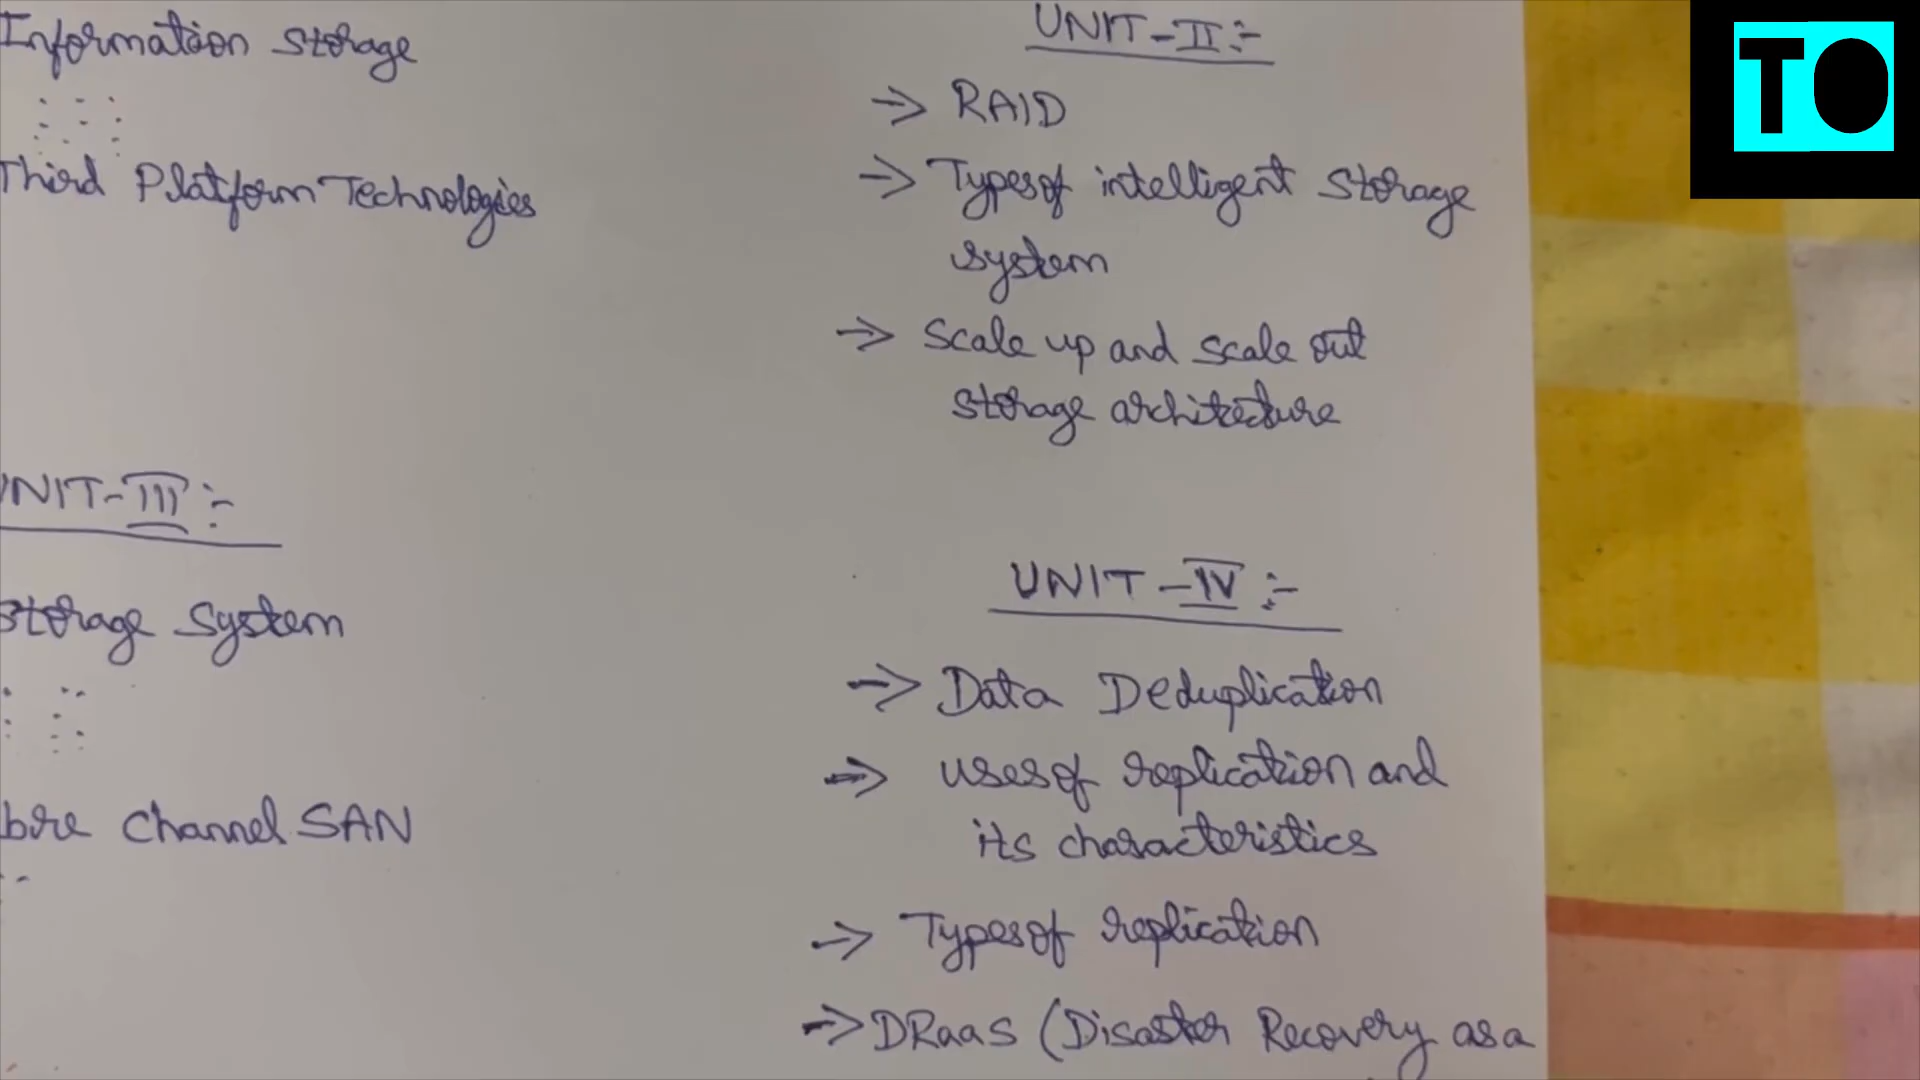 Information Storage
Third Platform Technologies
UNIT-II :-
→ RAID
→ Types of intelligent storage
system
→ Scale up and scale out
storage architecture
UNIT-III :-
Storage System
Channel SAN
UNIT-IV :-
→ Data Deduplication
→ uses of replication and
its characteristics
→ Types of replication
→ DRaaS (Disaster Recovery as a
TO